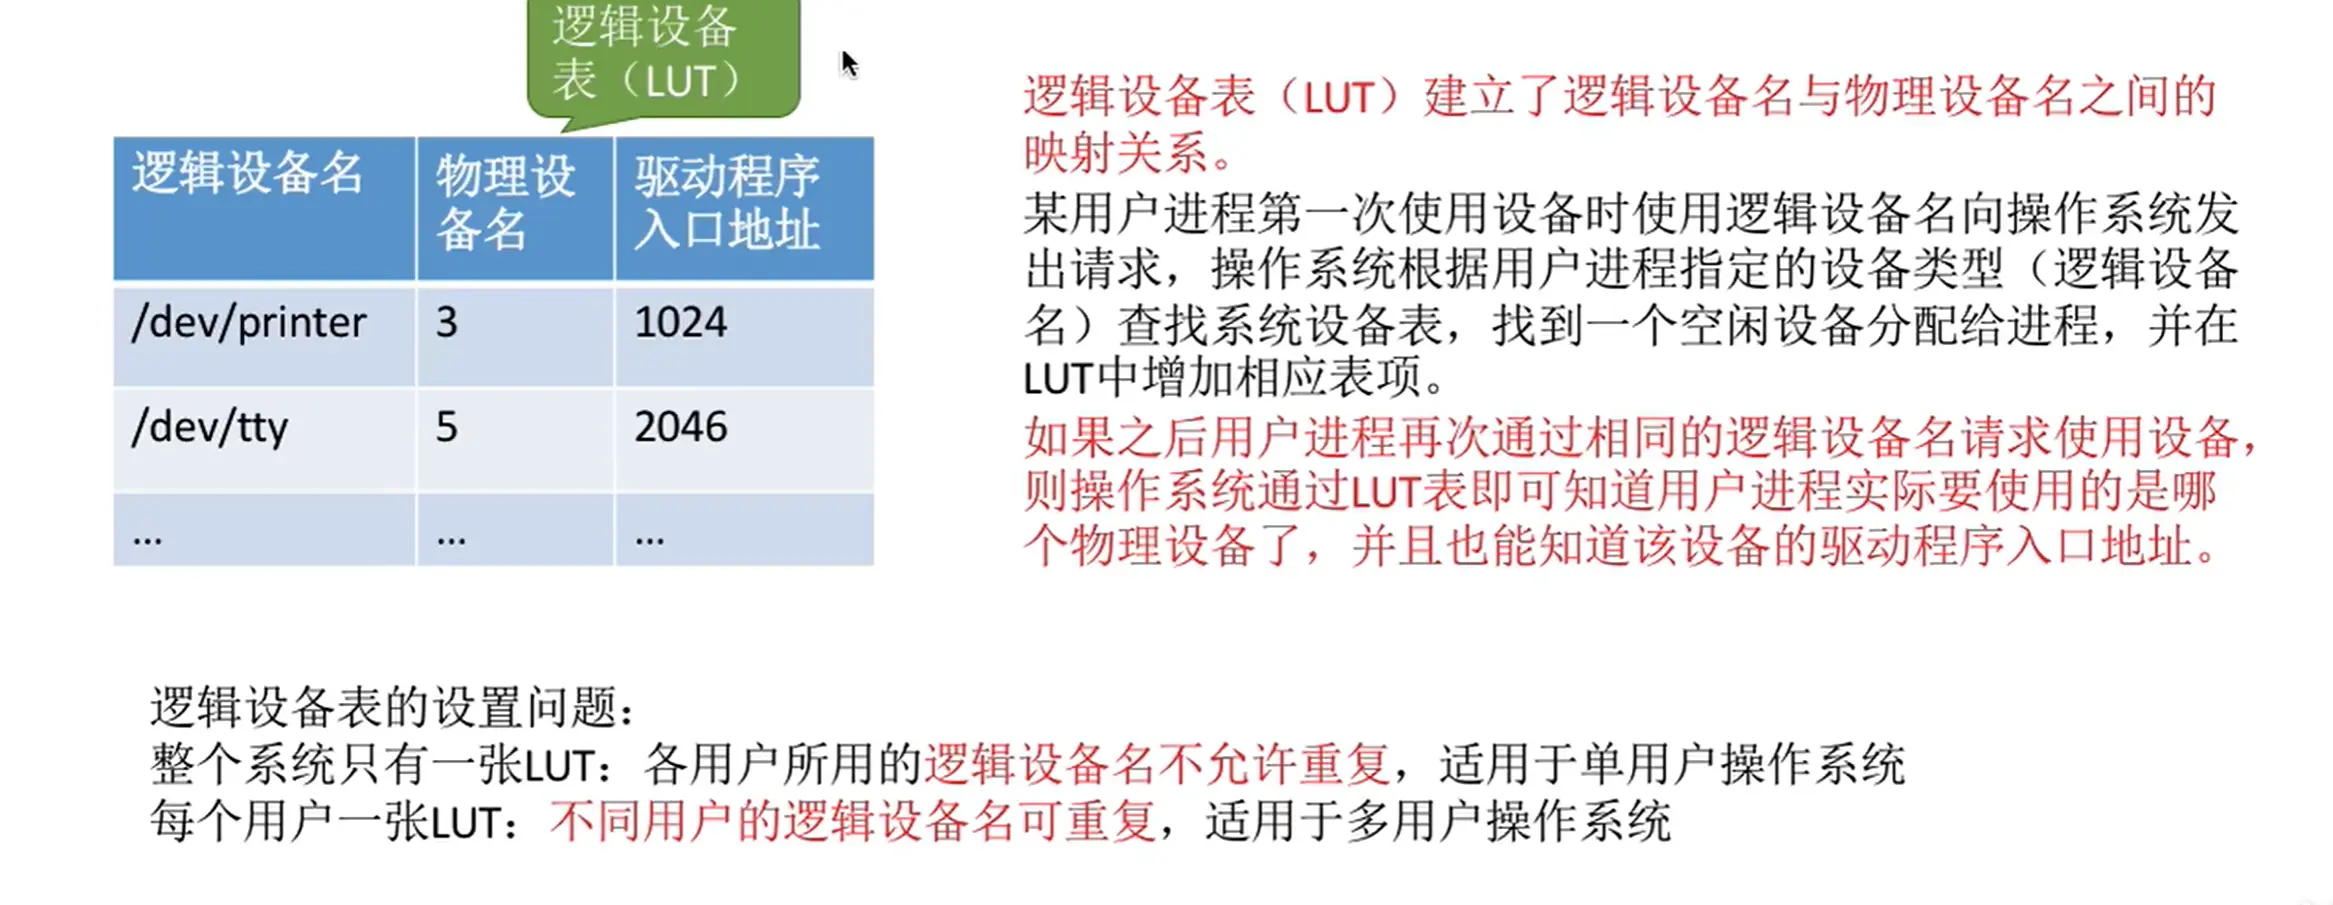 逻辑设备
表（LUT）
逻辑设备名
物理设
备名
驱动程序
入口地址
/dev/printer
3
1024
/dev/tty
5
2046
...
...
...
逻辑设备表（LUT）建立了逻辑设备名与物理设备名之间的
映射关系。
某用户进程第一次使用设备时使用逻辑设备名向操作系统发
出请求，操作系统根据用户进程指定的设备类型（逻辑设备
名）查找系统设备表，找到一个空闲设备分配给进程，并在
LUT中增加相应表项。
如果之后用户进程再次通过相同的逻辑设备名请求使用设备，
则操作系统通过LUT表即可知道用户进程实际要使用的是哪
个物理设备了，并且也能知道该设备的驱动程序入口地址。
逻辑设备表的设置问题：
整个系统只有一张LUT：各用户所用的逻辑设备名不允许重复，适用于单用户操作系统
每个用户一张LUT：不同用户的逻辑设备名可重复，适用于多用户操作系统